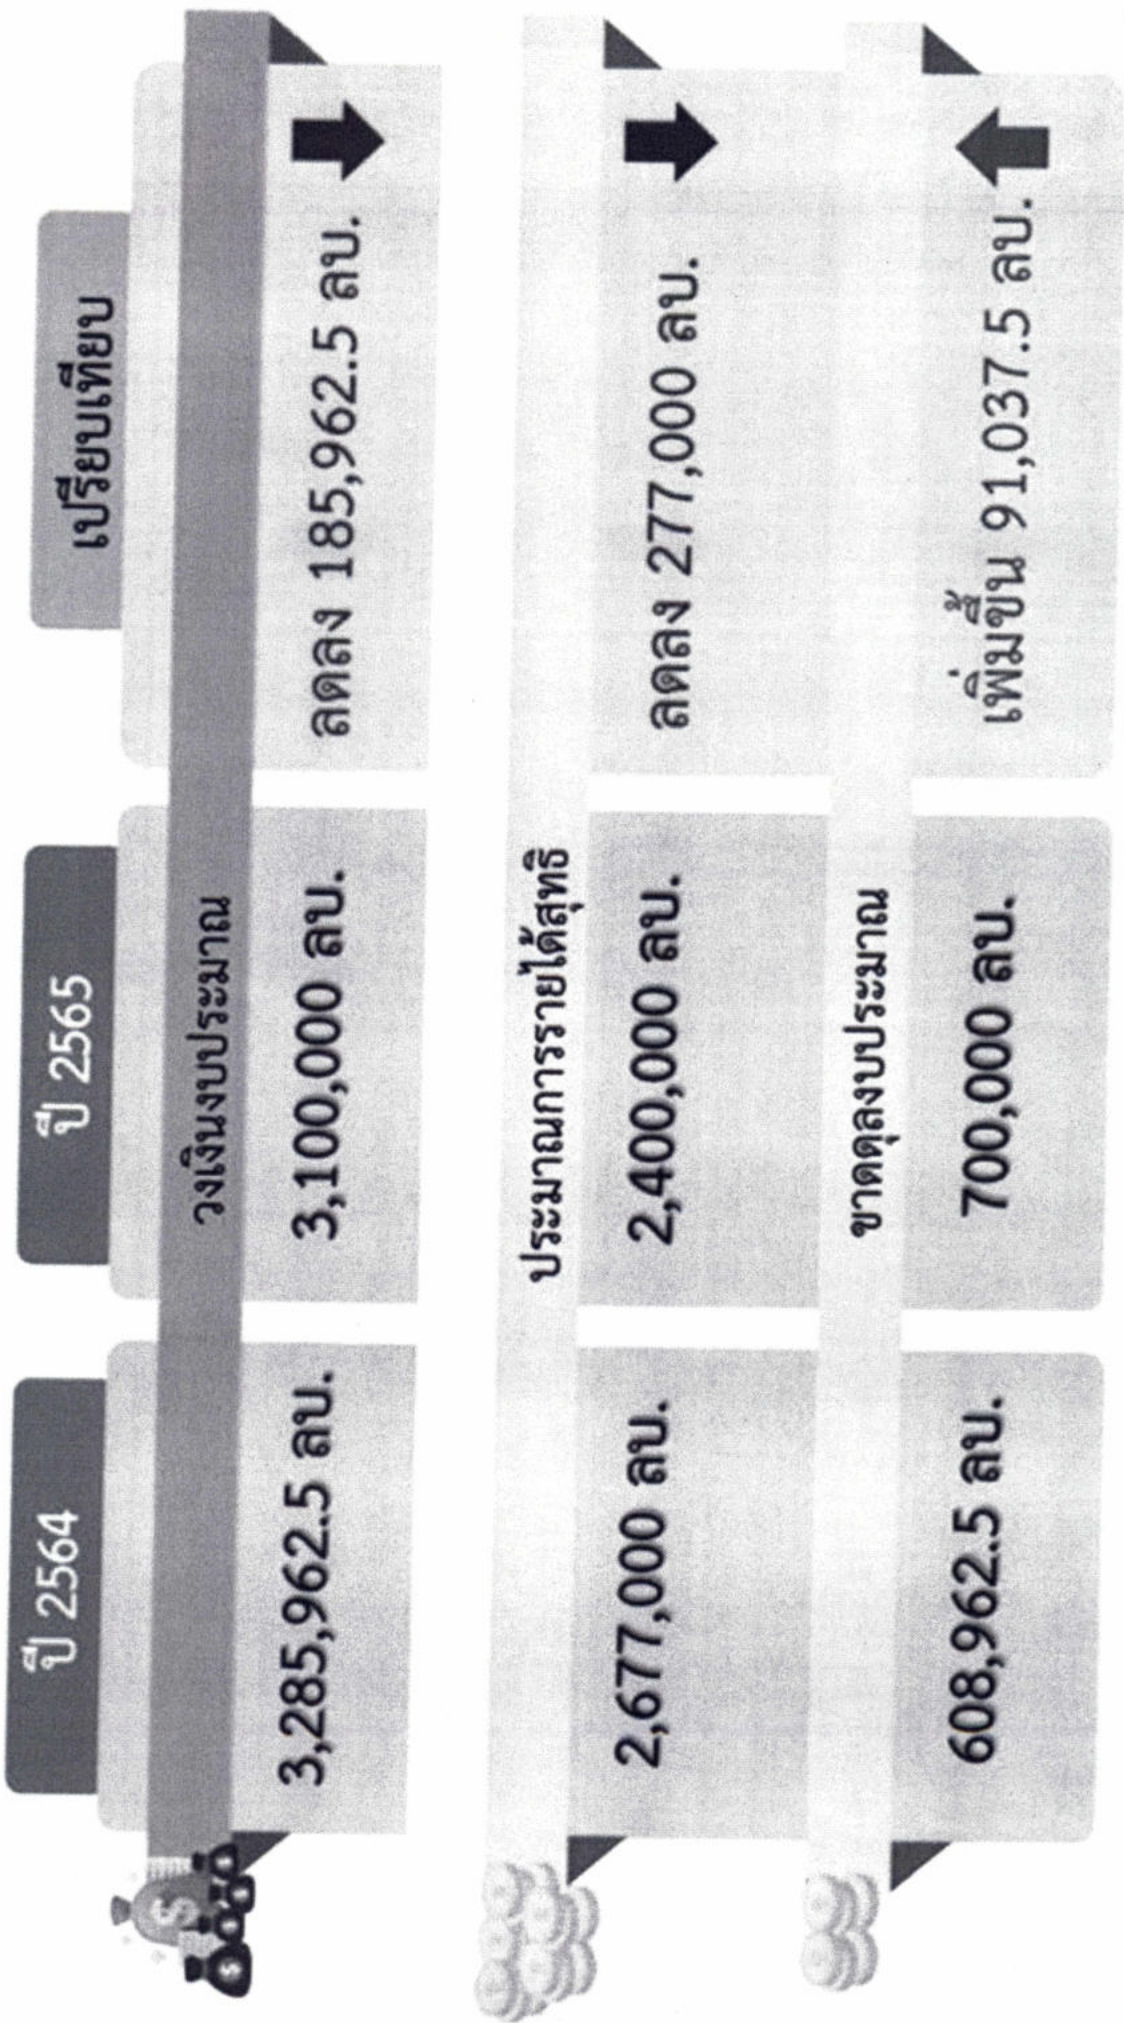 ปี 2564
ปี 2565
เปรียบเทียบ
วงเงินงบประมาณ
3,285,962.5 ลบ.
3,100,000 ลบ.
ลดลง 185,962.5 ลบ.
ประมาณการรายได้สุทธิ
2,677,000 ลบ.
2,400,000 ลบ.
ลดลง 277,000 ลบ.
ขาดดุลงบประมาณ
608,962.5 ลบ.
700,000 ลบ.
เพิ่มขึ้น 91,037.5 ลบ.